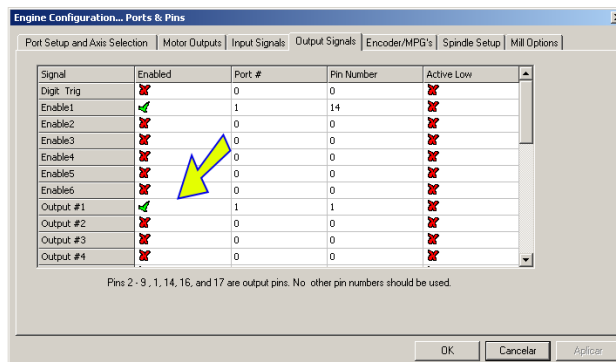 Engine Configuration... Ports & Pins
Port Setup and Axis Selection Motor Outputs Input Signals Output Signals Encoder/MPG's Spindle Setup Mill Options
Signal Enabled Port # Pin Number Active Low
Digit Trig 0 0
Enable1 1 14
Enable2 0 0
Enable3 0 0
Enable4 0 0
Enable5 0 0
Enable6 0 0
Output #1 1 1
Output #2 0 0
Output #3 0 0
Output #4 0 0
Pins 2 - 9 , 1, 14, 16, and 17 are output pins. No other pin numbers should be used.
OK Cancelar Aplicar